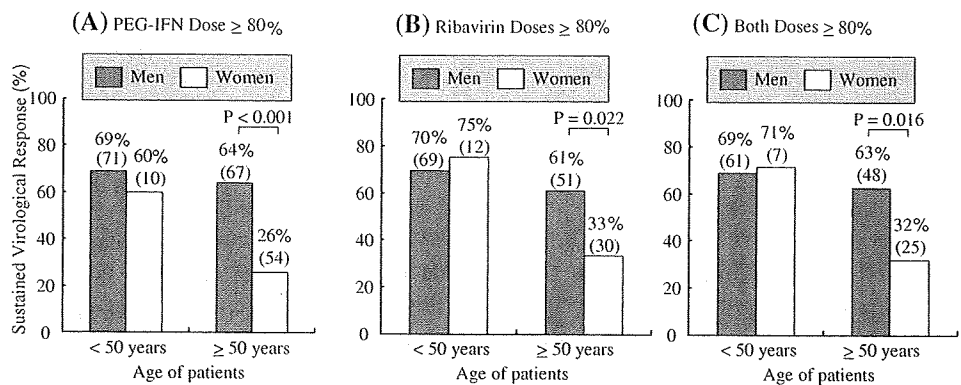 (A) PEG-IFN Dose ≥ 80%
Men Women
Sustained Virological Response (%)
100
80
60
40
20
0
P < 0.001
69%
(71)
60%
(10)
64%
(67)
26%
(54)
< 50 years ≥ 50 years
Age of patients
(B) Ribavirin Doses ≥ 80%
Men Women
100
80
60
40
20
0
P = 0.022
70%
(69)
75%
(12)
61%
(51)
33%
(30)
< 50 years ≥ 50 years
Age of patients
(C) Both Doses ≥ 80%
Men Women
100
80
60
40
20
0
P = 0.016
69%
(61)
71%
(7)
63%
(48)
32%
(25)
< 50 years ≥ 50 years
Age of patients